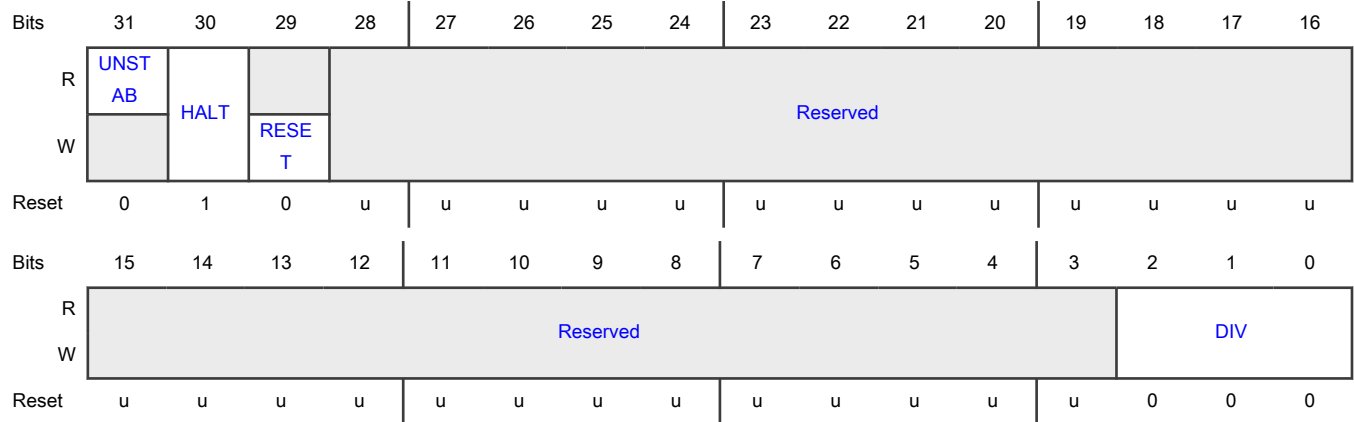 Bits 31 30 29 28 27 26 25 24 23 22 21 20 19 18 17 16
R UNST
AB
HALT Reserved
W RESE
T
Reset 0 1 0 u u u u u u u u u u u u u
Bits 15 14 13 12 11 10 9 8 7 6 5 4 3 2 1 0
R
Reserved DIV
W
Reset u u u u u u u u u u u u u 0 0 0